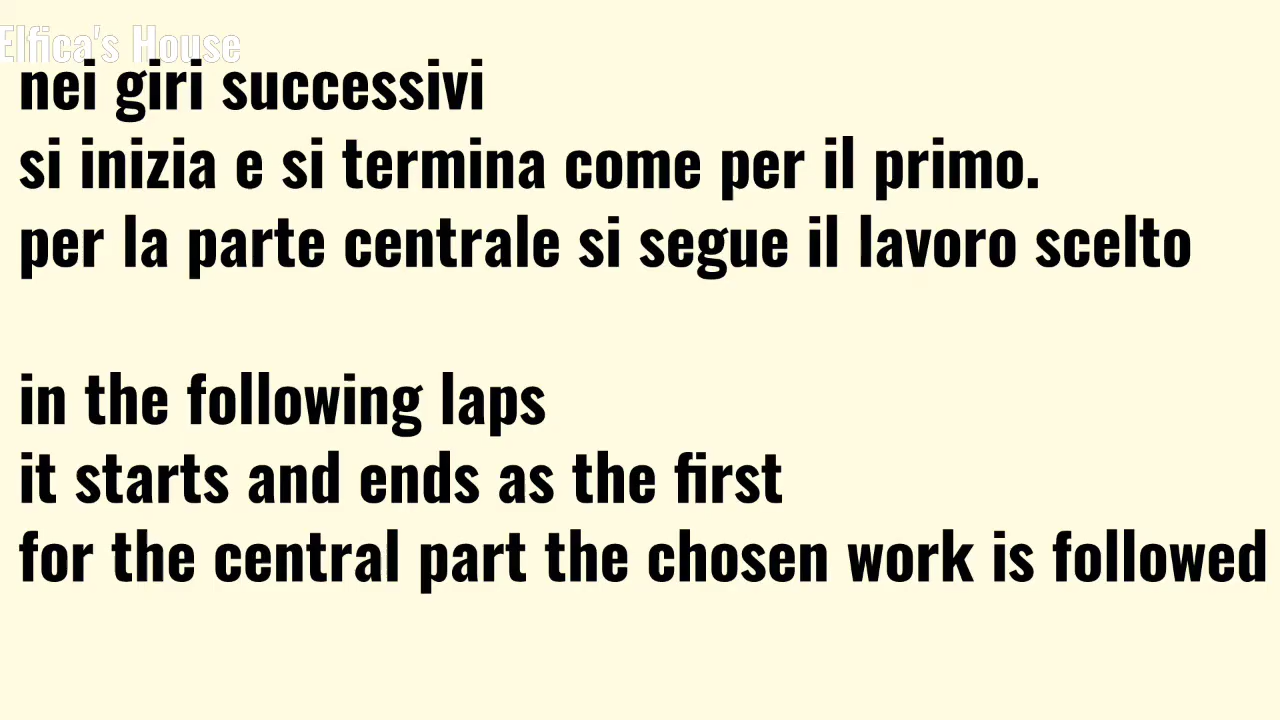 Elfica's House
nei giri successivi
si inizia e si termina come per il primo.
per la parte centrale si segue il lavoro scelto
in the following laps
it starts and ends as the first
for the central part the chosen work is followed